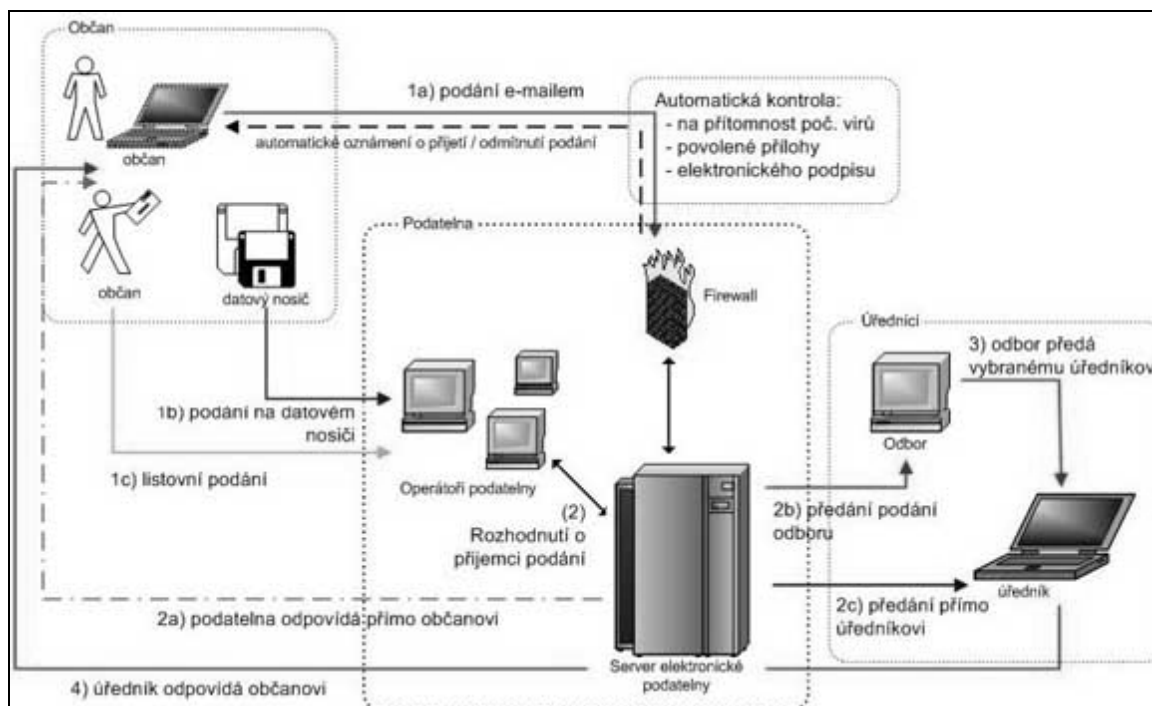 Občan
občan
občan
datový nosič
1a) podání e-mailem
automatické oznámení o přijetí / odmítnutí podání
Automatická kontrola:
- na přítomnost poč. virů
- povolené přílohy
- elektronického podpisu
Podatelna
Firewall
1b) podání na datovém
nosiči
1c) listovní podání
Operátoři podatelny
(2)
Rozhodnutí o
příjemci podání
2a) podatelna odpovídá přímo občanovi
Server elektronické
podatelny
4) úředník odpovídá občanovi
Úředníci
3) odbor předá
vybranému úředníkovi
Odbor
2b) předání podání
odboru
úředník
2c) předání přímo
úředníkovi